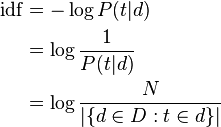 idf = − log P(t|d)
= log 1/P(t|d)
= log N/|{d ∈ D : t ∈ d}|